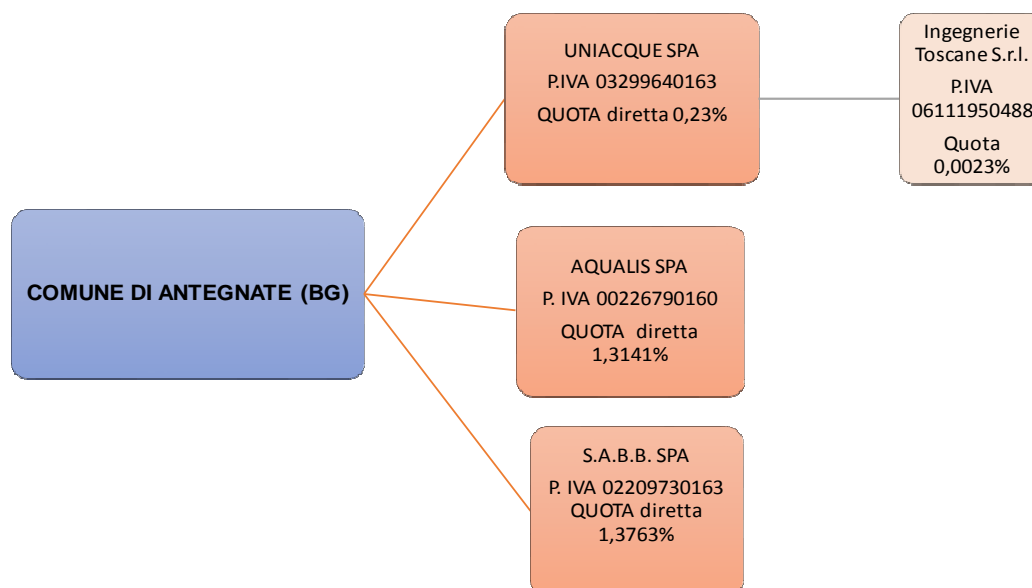 COMUNE DI ANTEGNATE (BG)
UNIACQUE SPA
P.IVA 03299640163
QUOTA diretta 0,23%
Ingegnerie
Toscane S.r.l.
P.IVA
06111950488
Quota
0,0023%
AQUALIS SPA
P. IVA 00226790160
QUOTA diretta
1,3141%
S.A.B.B. SPA
P. IVA 02209730163
QUOTA diretta
1,3763%